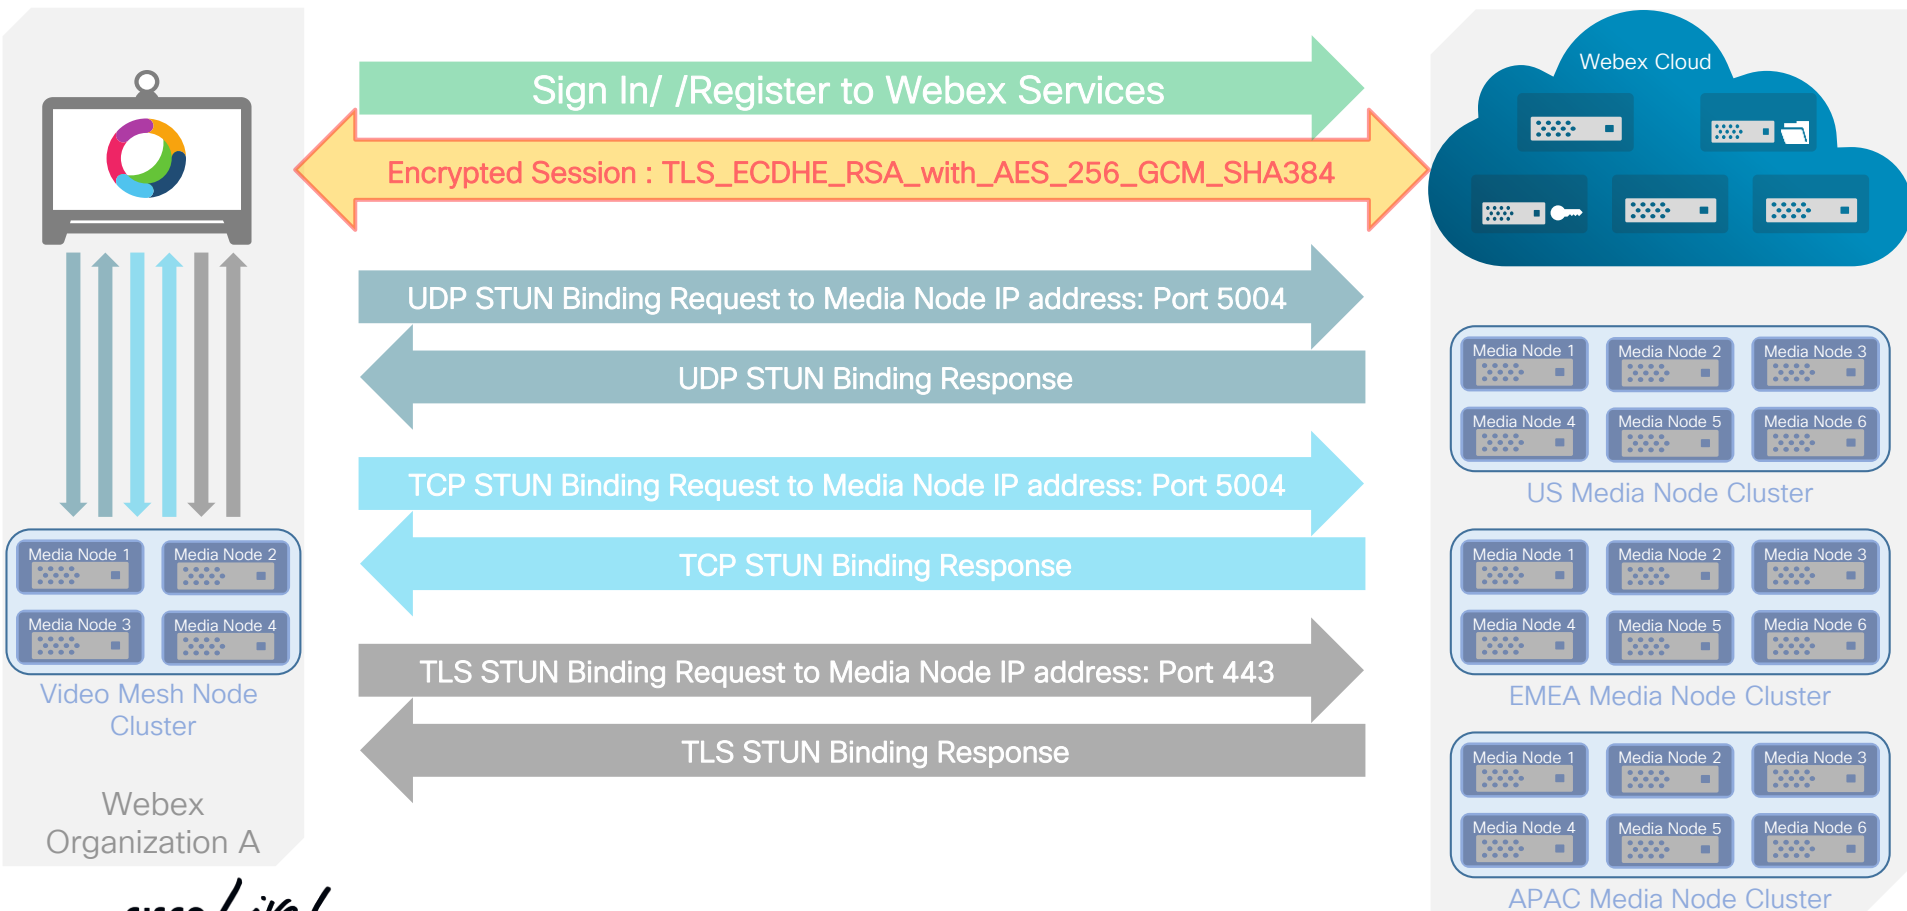 Sign In/ /Register to Webex Services
Encrypted Session : TLS_ECDHE_RSA_with_AES_256_GCM_SHA384
UDP STUN Binding Request to Media Node IP address: Port 5004
UDP STUN Binding Response
TCP STUN Binding Request to Media Node IP address: Port 5004
TCP STUN Binding Response
TLS STUN Binding Request to Media Node IP address: Port 443
TLS STUN Binding Response
Media Node 1
Media Node 2
Media Node 3
Media Node 4
Video Mesh Node
Cluster
Webex
Organization A
cisco Live!
Webex Cloud
Media Node 1
Media Node 2
Media Node 3
Media Node 4
Media Node 5
Media Node 6
US Media Node Cluster
Media Node 1
Media Node 2
Media Node 3
Media Node 4
Media Node 5
Media Node 6
EMEA Media Node Cluster
Media Node 1
Media Node 2
Media Node 3
Media Node 4
Media Node 5
Media Node 6
APAC Media Node Cluster